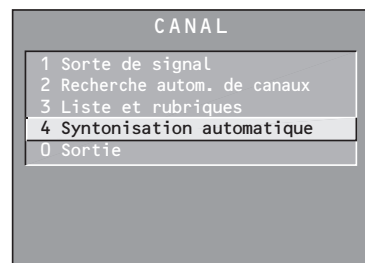 CANAL
1 Sorte de signal
2 Recherche autom. de canaux
3 Liste et rubriques
4 Syntonisation automatique
0 Sortie